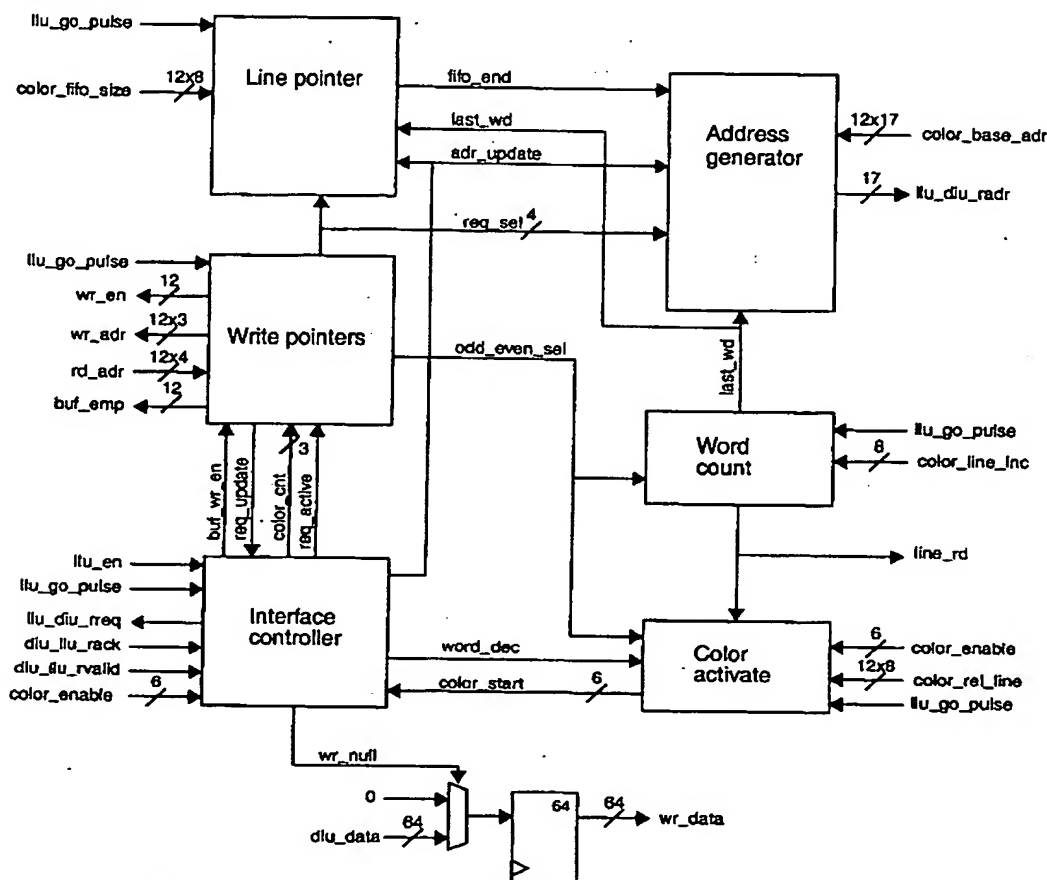 llu_go_pulse
color_fifo_size
12x8
Line pointer
fifo_end
last_wd
adr_update
req_sel
4
Address
generator
12x17
color_base_adr
17
llu_diu_radr
llu_go_pulse
wr_en
12
wr_adr
12x3
rd_adr
12x4
buf_emp
12
Write pointers
odd_even_sel
last_wd
buf_wr_en
req_update
color_cnt
3
req_active
Word
count
llu_go_pulse
8
color_line_inc
line_rd
llu_en
llu_go_pulse
llu_diu_rreq
diu_llu_rack
diu_llu_rvalid
color_enable
6
Interface
controller
word_dec
color_start
6
Color
activate
6
color_enable
12x8
color_rel_line
llu_go_pulse
wr_null
0
diu_data
64
64
64
wr_data